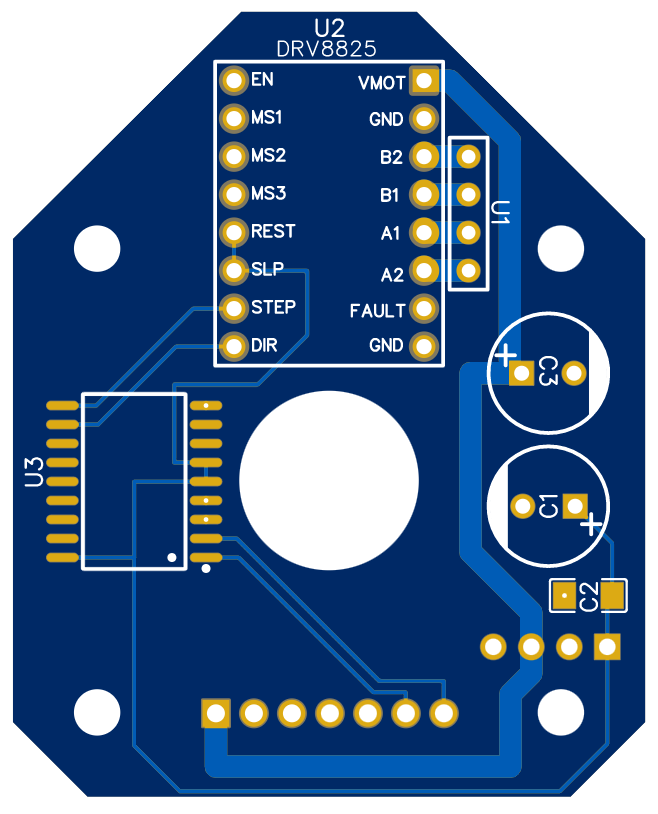 U2
DRV8825
EN
VMOT
MS1
GND
MS2
B2
MS3
B1
U1
REST
A1
SLP
A2
STEP
FAULT
DIR
GND
+
C3
U3
C1
+
C2